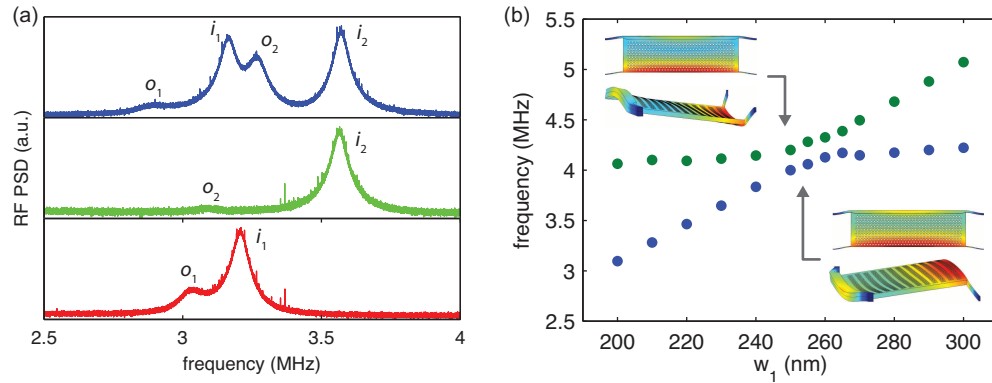 (a)
i1
o2
i2
o1
i2
o2
i1
o1
RF PSD (a.u.)
2.5 3 3.5 4
frequency (MHz)
(b)
5.5
5
4.5
4
3.5
3
2.5
frequency (MHz)
200 220 240 260 280 300
w1 (nm)